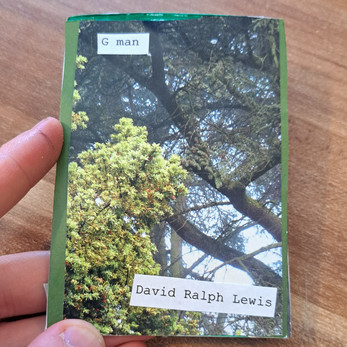 G man
David Ralph Lewis